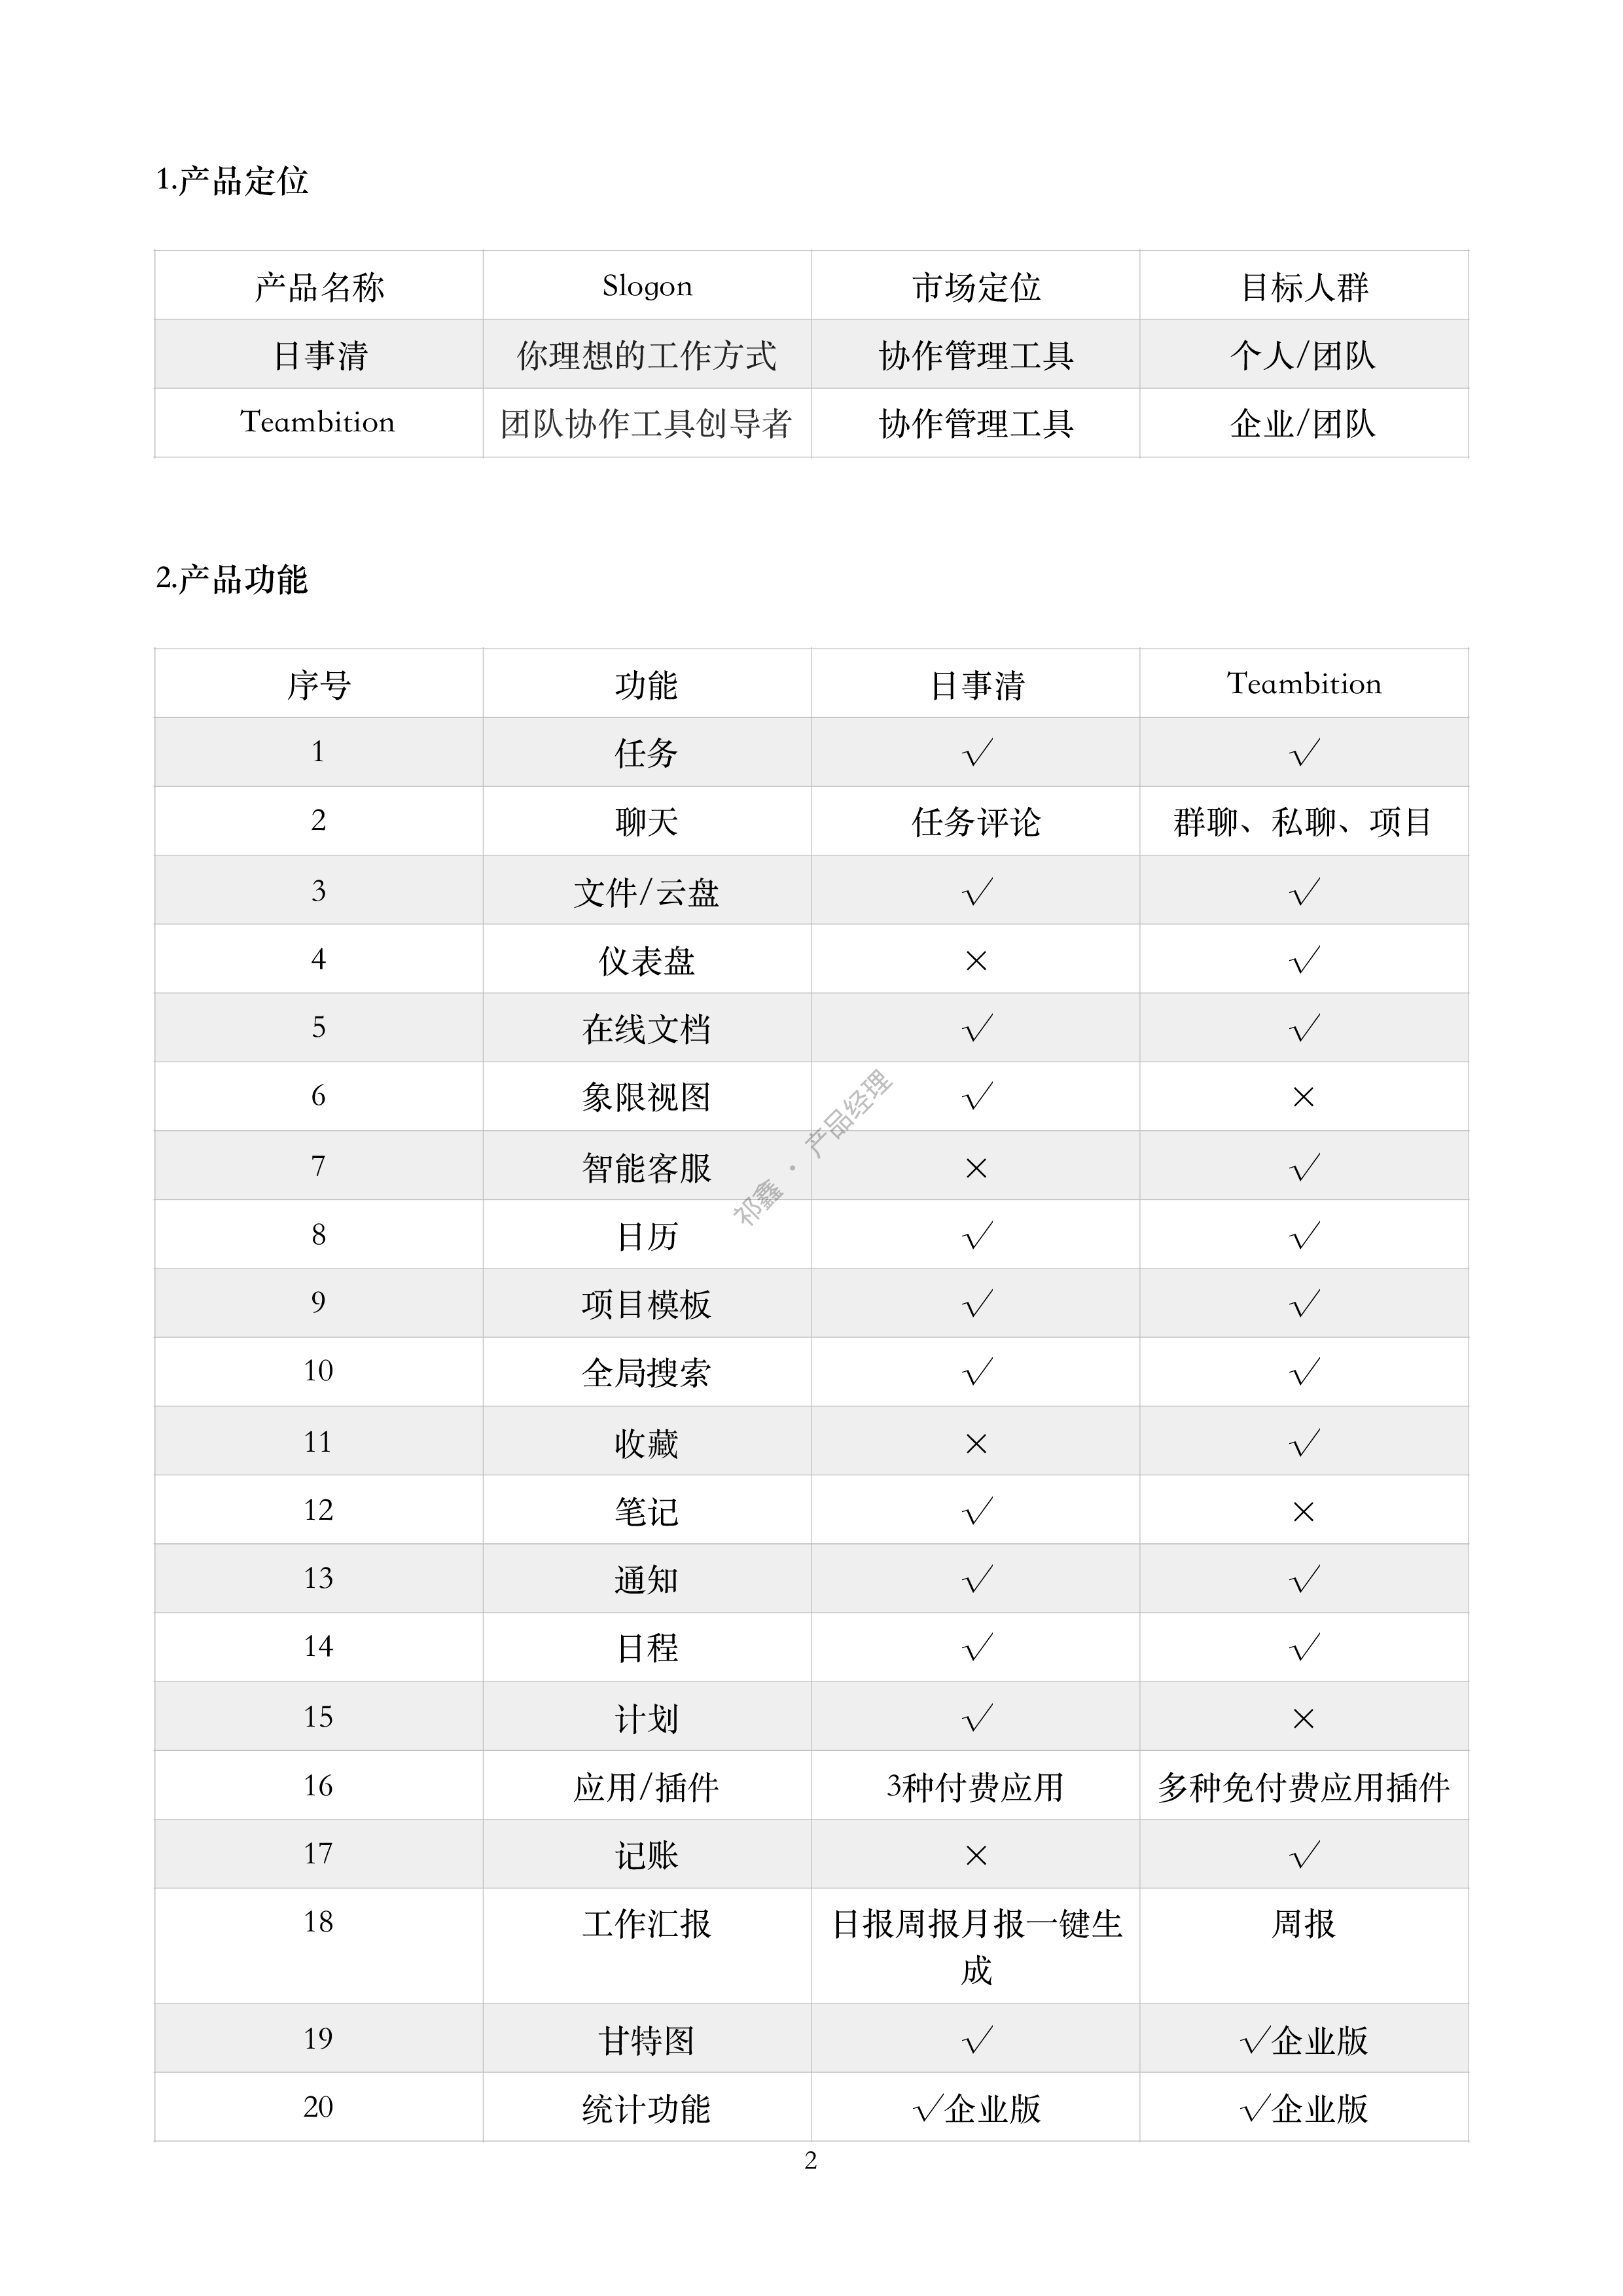 1.产品定位
产品名称 Slogon 市场定位 目标人群
日事清 你理想的工作方式 协作管理工具 个人/团队
Teambition 团队协作工具创导者 协作管理工具 企业/团队
2.产品功能
序号 功能 日事清 Teambition
1 任务 √ √
2 聊天 任务评论 群聊、私聊、项目
3 文件/云盘 √ √
4 仪表盘 × √
5 在线文档 √ √
6 象限视图 √ ×
7 智能客服 × √
8 日历 √ √
9 项目模板 √ √
10 全局搜索 √ √
11 收藏 × √
12 笔记 √ ×
13 通知 √ √
14 日程 √ √
15 计划 √ ×
16 应用/插件 3种付费应用 多种免付费应用插件
17 记账 × √
18 工作汇报 日报周报月报一键生 周报
成
19 甘特图 √ √企业版
20 统计功能 √企业版 √企业版
祁鑫 · 产品经理
2